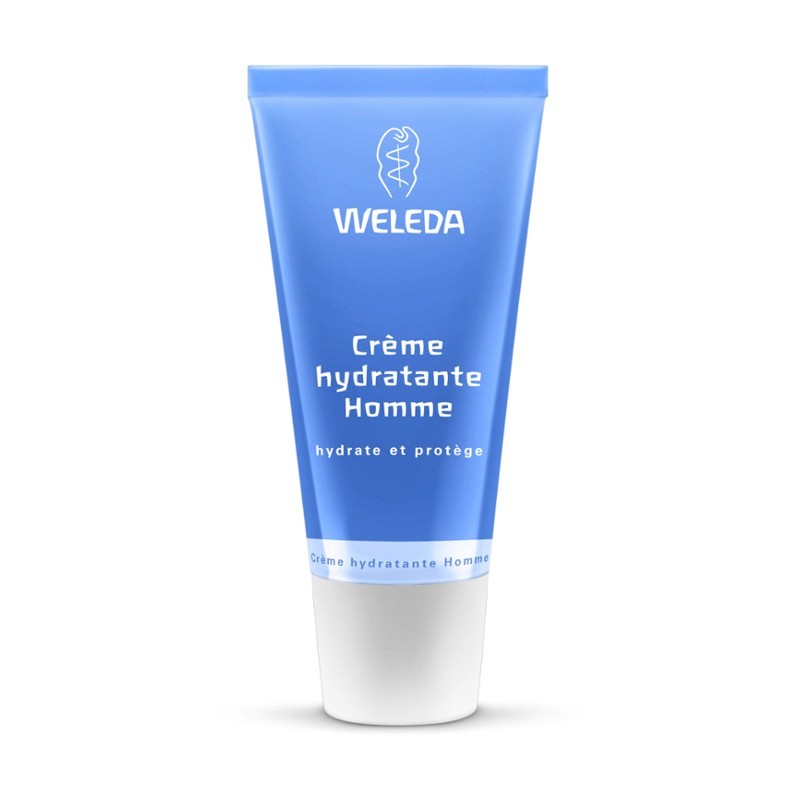 WELEDA
Crème
hydratante
Homme
hydrate et protège
Crème hydratante Homme